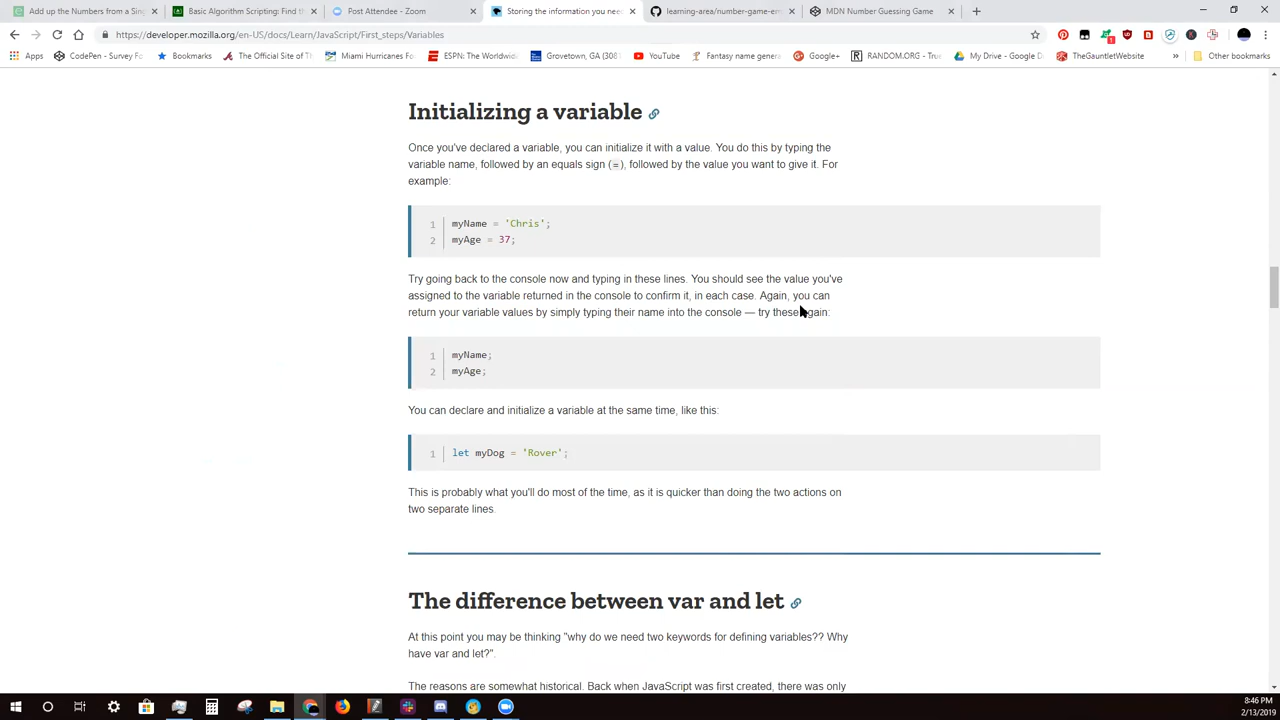 Add up the Numbers from a Sin
Basic Algorithm Scripting: Find th
Post Attendee - Zoom
Storing the information you need
learning-area/number-game-err
MDN Number Guessing Game
https://developer.mozilla.org/en-US/docs/Learn/JavaScript/First_steps/Variables
Apps CodePen - Survey Fo Bookmarks The Official Site of Th Miami Hurricanes Foot ESPN: The Worldwide Grovetown, GA (3081 YouTube Fantasy name genera Google+ RANDOM.ORG - True My Drive - Google D TheGauntletWebsite » Other bookmarks
Initializing a variable
Once you've declared a variable, you can initialize it with a value. You do this by typing the
variable name, followed by an equals sign (=), followed by the value you want to give it. For
example:
1 myName = 'Chris';
2 myAge = 37;
Try going back to the console now and typing in these lines. You should see the value you've
assigned to the variable returned in the console to confirm it, in each case. Again, you can
return your variable values by simply typing their name into the console — try these again:
1 myName;
2 myAge;
You can declare and initialize a variable at the same time, like this:
1 let myDog = 'Rover';
This is probably what you'll do most of the time, as it is quicker than doing the two actions on
two separate lines.
The difference between var and let
At this point you may be thinking "why do we need two keywords for defining variables?? Why
have var and let?".
The reasons are somewhat historical. Back when JavaScript was first created, there was only
8:46 PM
2/13/2019